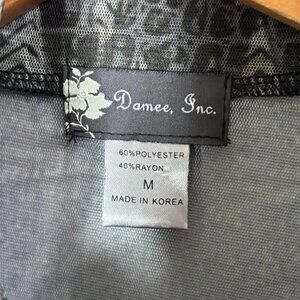 Damee, Inc.
60%POLYESTER
40%RAYON
M
MADE IN KOREA